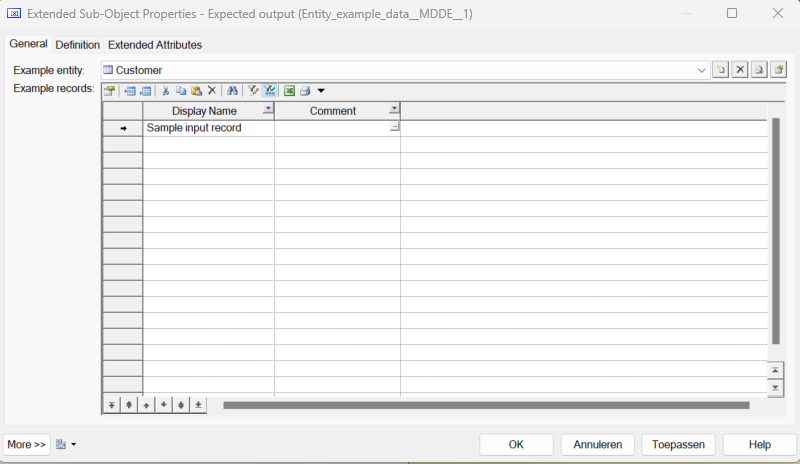 Extended Sub-Object Properties - Expected output (Entity_example_data__MDDE__1)
General Definition Extended Attributes
Example entity: Customer
Example records:
Display Name Comment
Sample input record
More >> OK Annuleren Toepassen Help